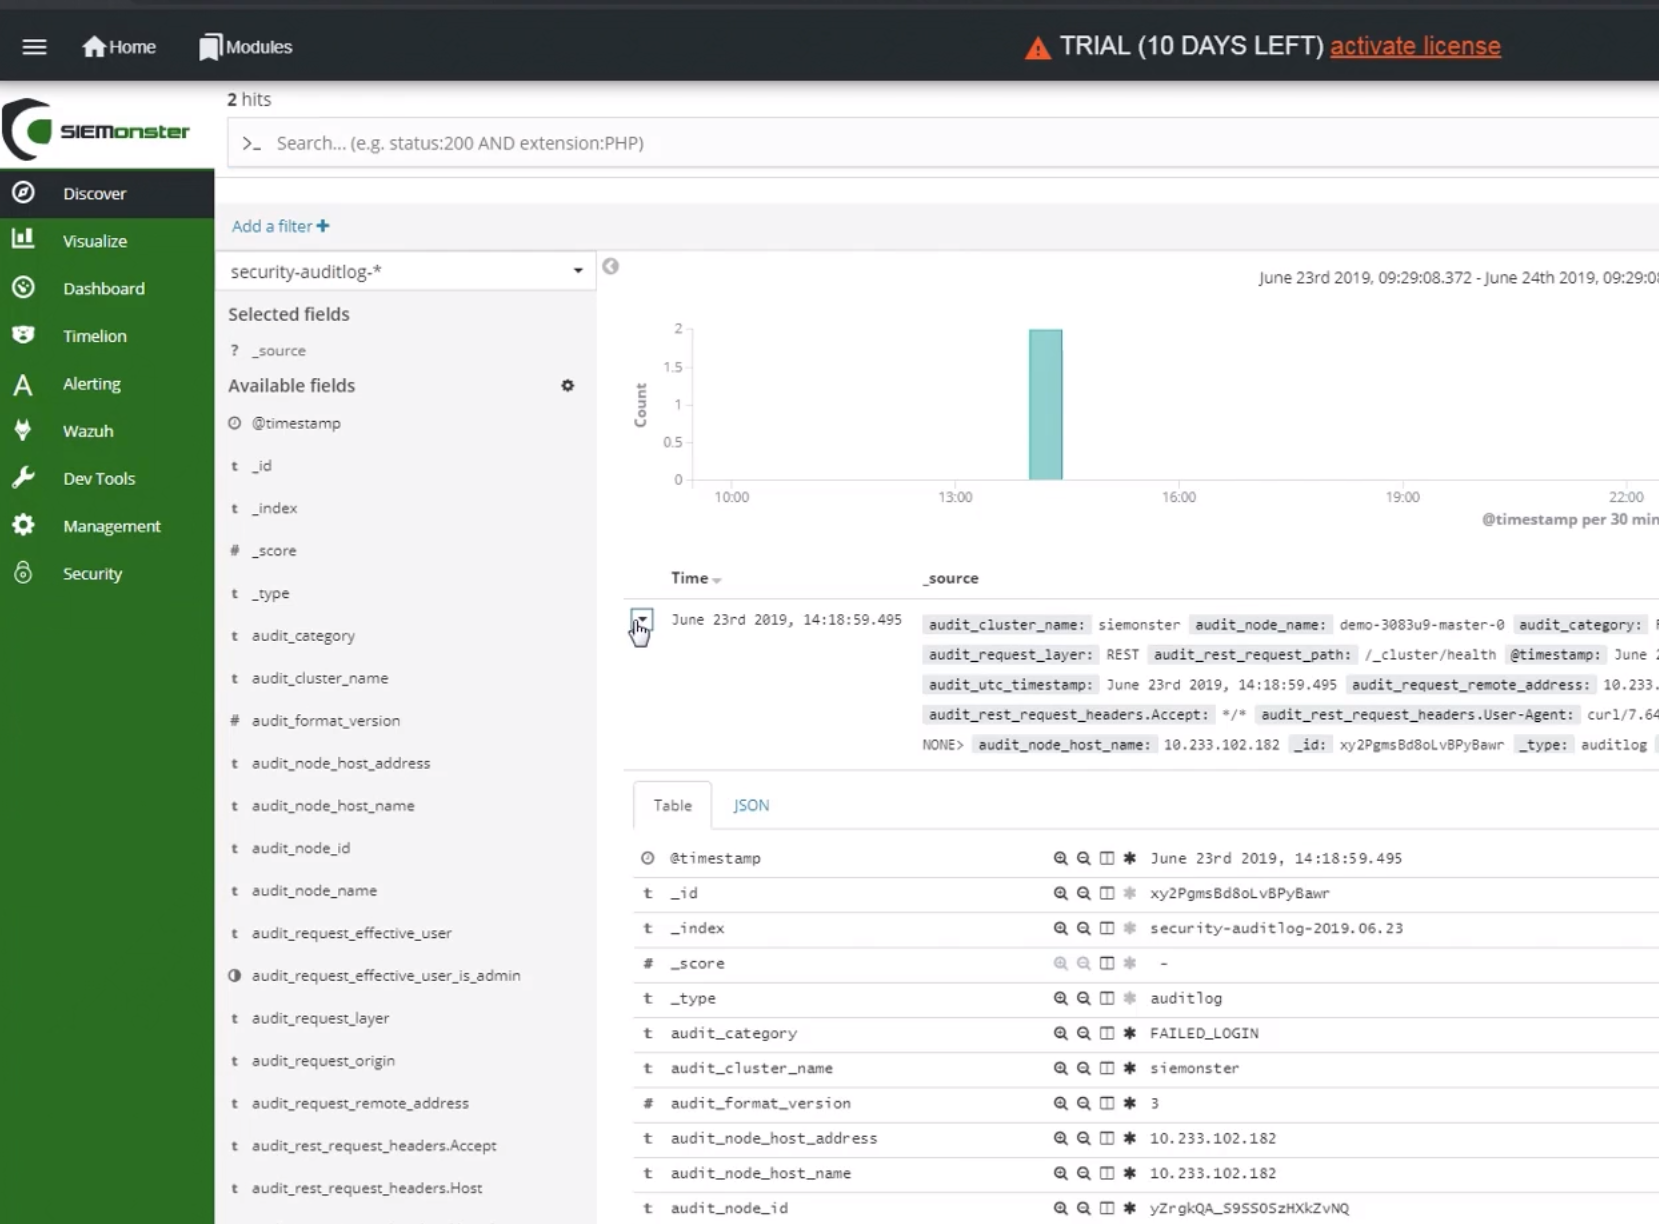 Home Modules TRIAL (10 DAYS LEFT) activate license
SIEMonster
2 hits
>_ Search... (e.g. status:200 AND extension:PHP)
Discover
Visualize
Dashboard
Timelion
Alerting
Wazuh
Dev Tools
Management
Security
Add a filter +
security-auditlog-*
Selected fields
? _source
Available fields
@timestamp
t _id
t _index
# _score
t _type
t audit_category
t audit_cluster_name
# audit_format_version
t audit_node_host_address
t audit_node_host_name
t audit_node_id
t audit_node_name
t audit_request_effective_user
audit_request_effective_user_is_admin
t audit_request_layer
t audit_request_origin
t audit_request_remote_address
t audit_rest_request_headers.Accept
t audit_rest_request_headers.Host
June 23rd 2019, 09:29:08.372 - June 24th 2019, 09:29:08
Count
2
1.5
1
0.5
0
10:00 13:00 16:00 19:00 22:00
@timestamp per 30 min
Time _source
June 23rd 2019, 14:18:59.495
audit_cluster_name: siemonster audit_node_name: demo-3083u9-master-0 audit_category: F
audit_request_layer: REST audit_rest_request_path: /_cluster/health @timestamp: June 2
audit_utc_timestamp: June 23rd 2019, 14:18:59.495 audit_request_remote_address: 10.233.
audit_rest_request_headers.Accept: */* audit_rest_request_headers.User-Agent: curl/7.64
NONE> audit_node_host_name: 10.233.102.182 _id: xy2PgmsBd8oLvBPyBawr _type: auditlog
Table JSON
@timestamp June 23rd 2019, 14:18:59.495
t _id xy2PgmsBd8oLvBPyBawr
t _index security-auditlog-2019.06.23
# _score -
t _type auditlog
t audit_category FAILED_LOGIN
t audit_cluster_name siemonster
# audit_format_version 3
t audit_node_host_address 10.233.102.182
t audit_node_host_name 10.233.102.182
t audit_node_id yZrgkQA_S9SSOSzHXkZvNQ